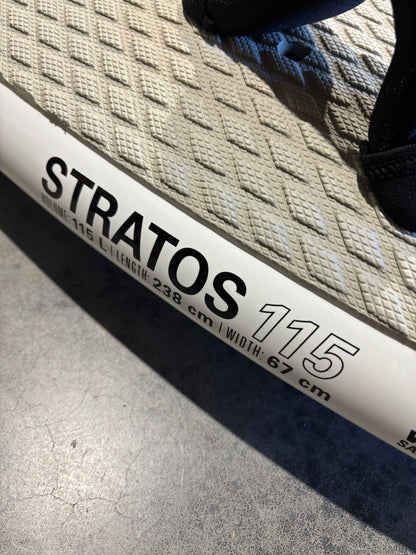 STRATOS 115
VOLUME: 115 L | LENGTH: 238 cm | WIDTH: 67 cm